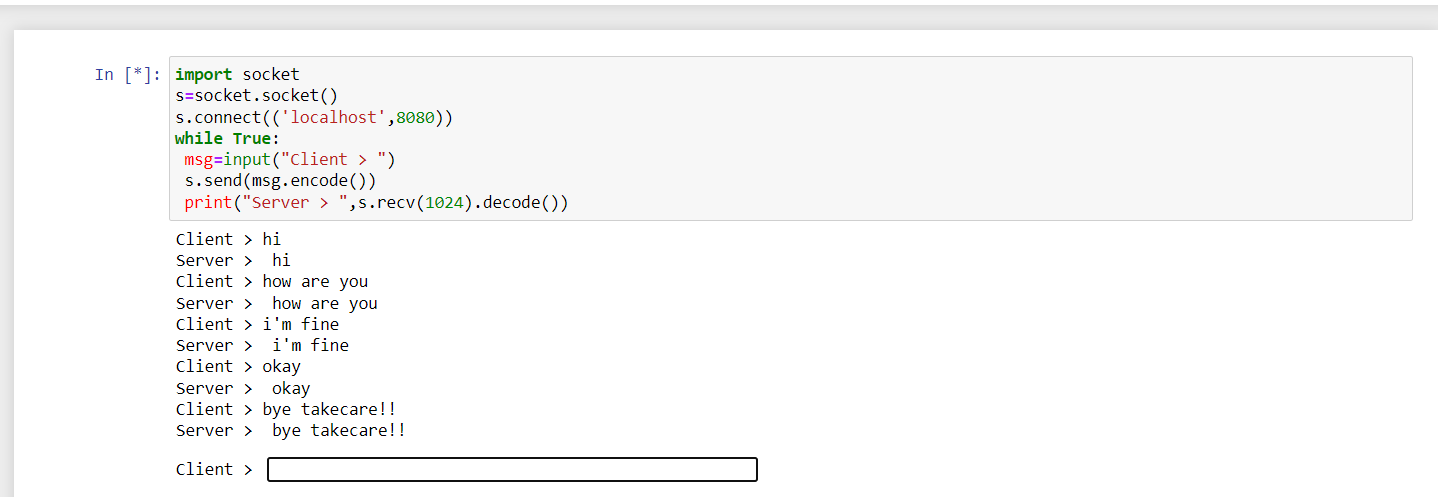 In [*]: import socket
s=socket.socket()
s.connect(('localhost',8080))
while True:
 msg=input("Client > ")
 s.send(msg.encode())
 print("Server > ",s.recv(1024).decode())
Client > hi
Server >  hi
Client > how are you
Server >  how are you
Client > i'm fine
Server >  i'm fine
Client > okay
Server >  okay
Client > bye takecare!!
Server >  bye takecare!!
Client >